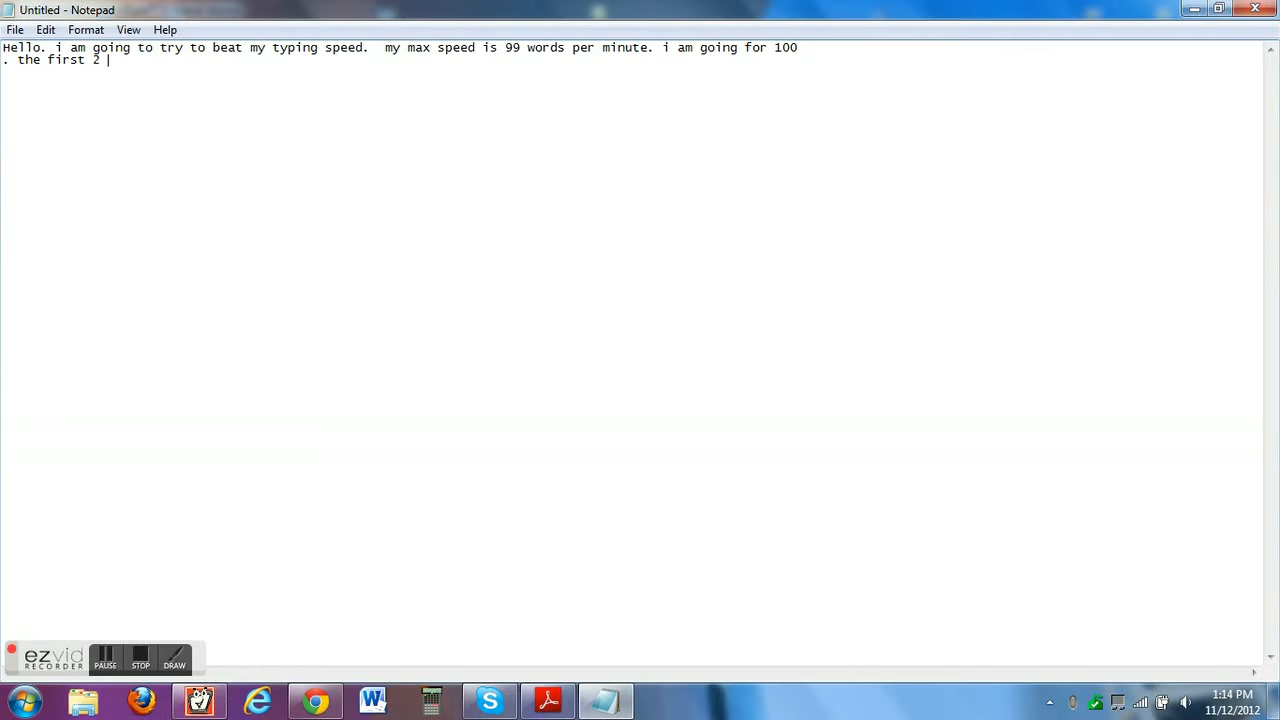 Untitled - Notepad
File Edit Format View Help
Hello. i am going to try to beat my typing speed.  my max speed is 99 words per minute. i am going for 100
. the first 2
ezvid
RECORDER
PAUSE STOP DRAW
1:14 PM
11/12/2012